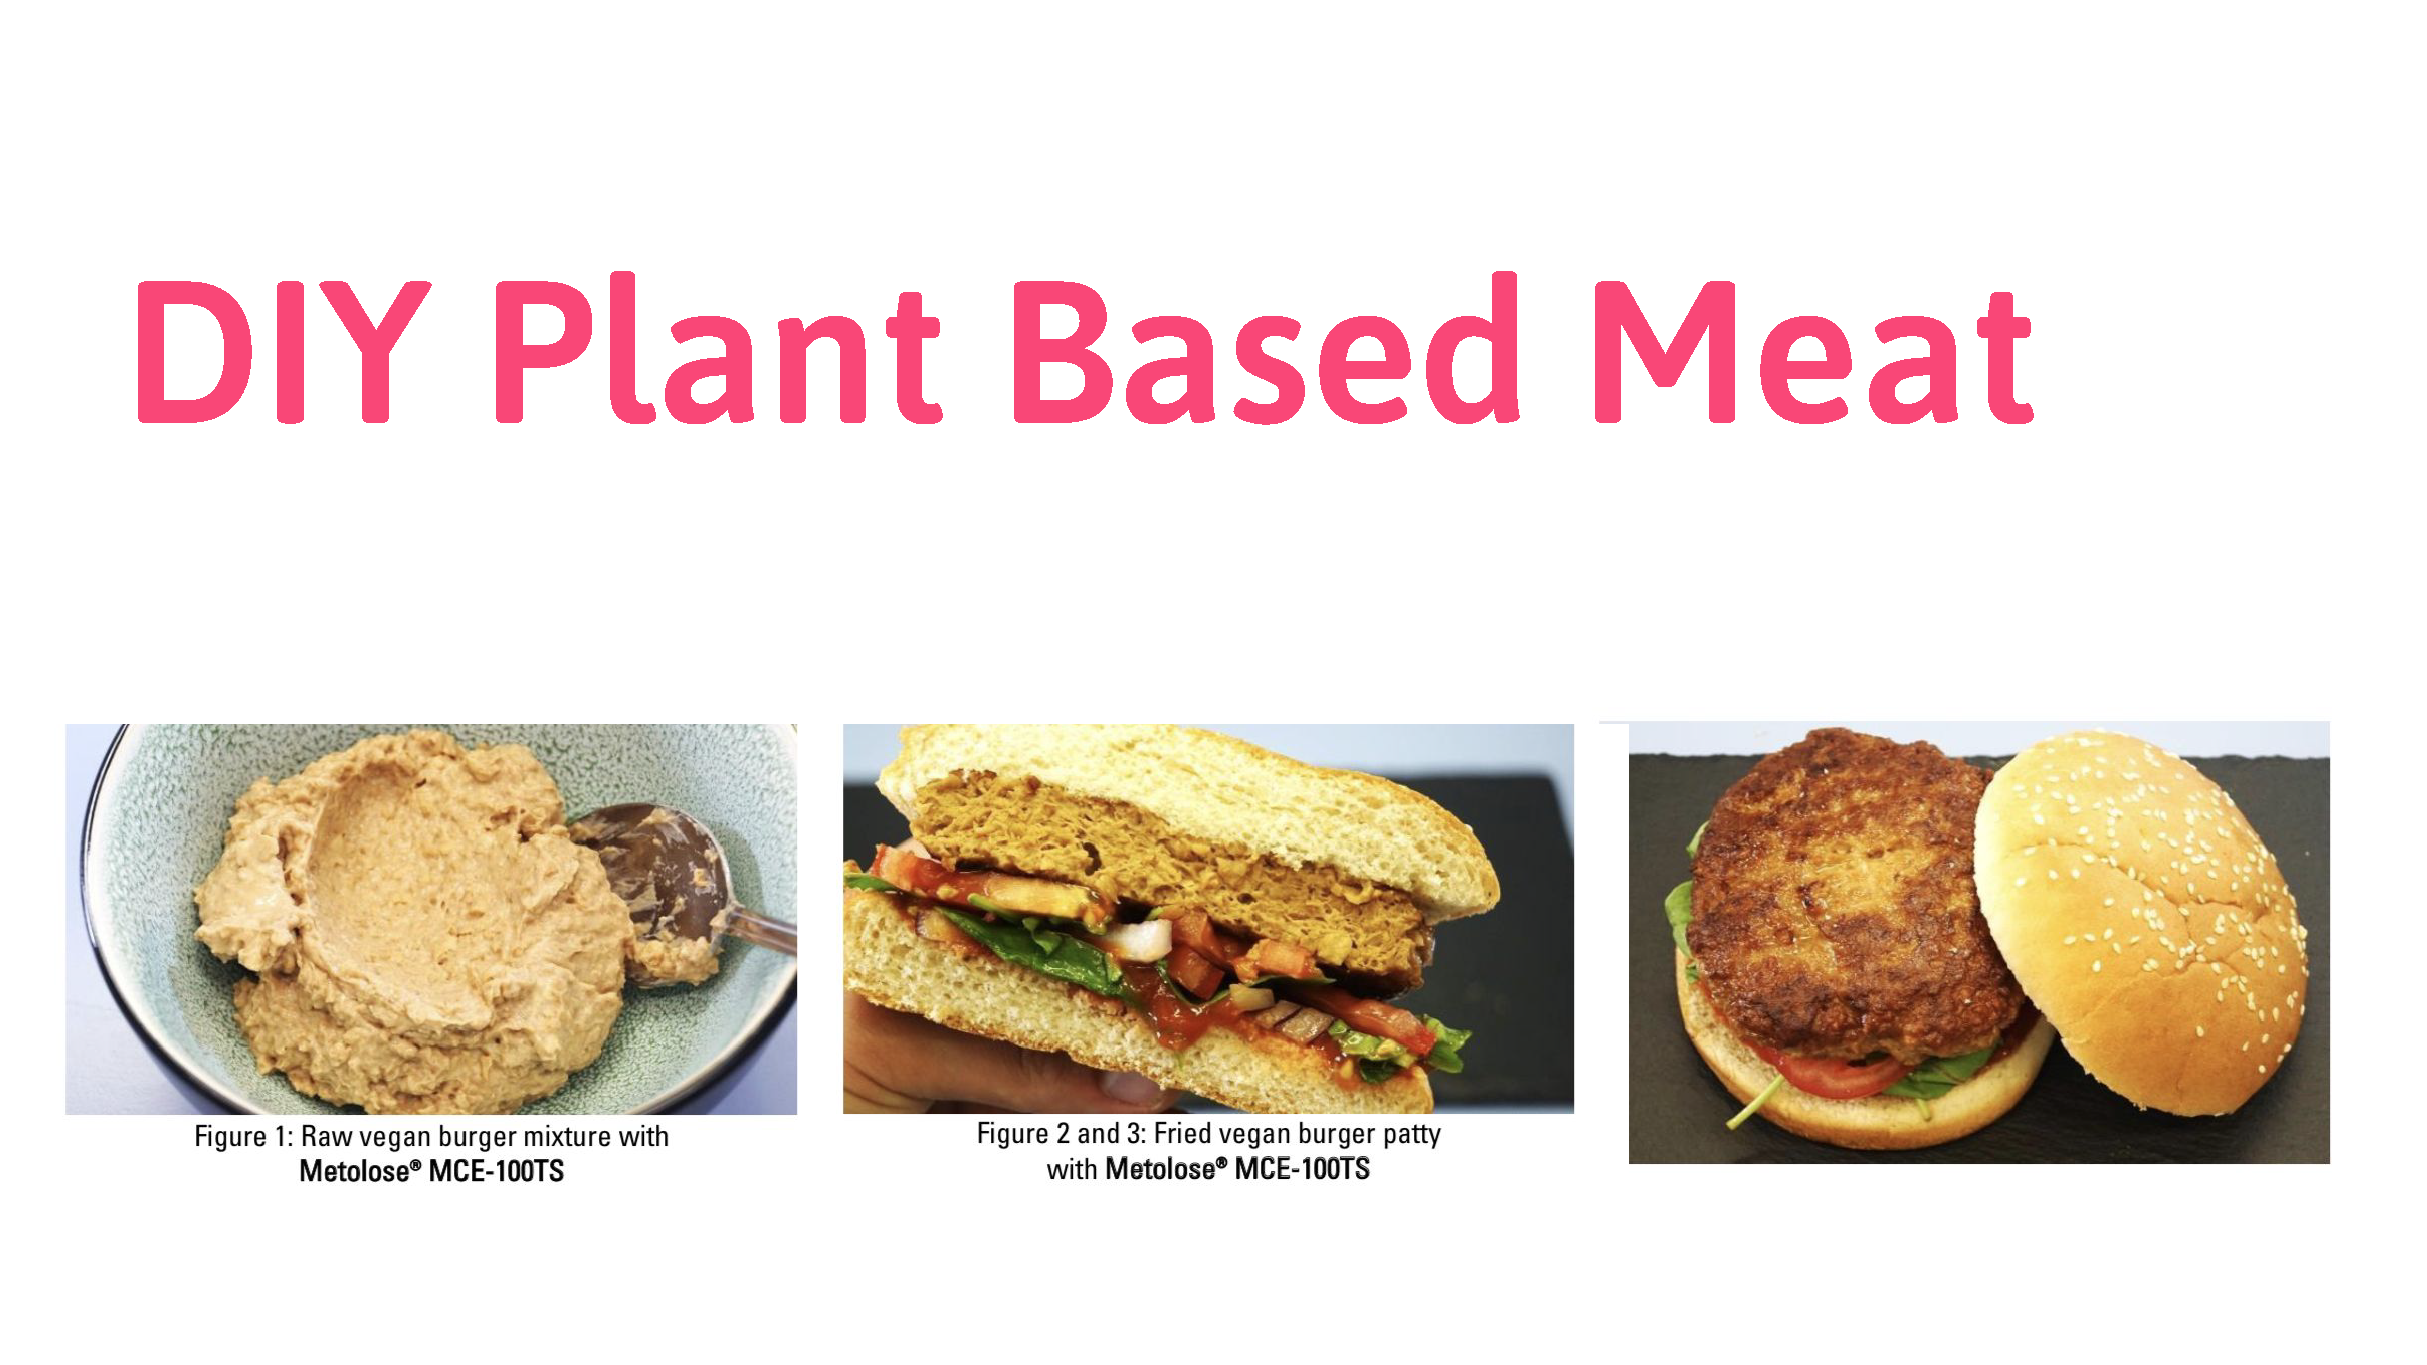 DIY Plant Based Meat
Figure 1: Raw vegan burger mixture with
Metolose® MCE-100TS
Figure 2 and 3: Fried vegan burger patty
with Metolose® MCE-100TS